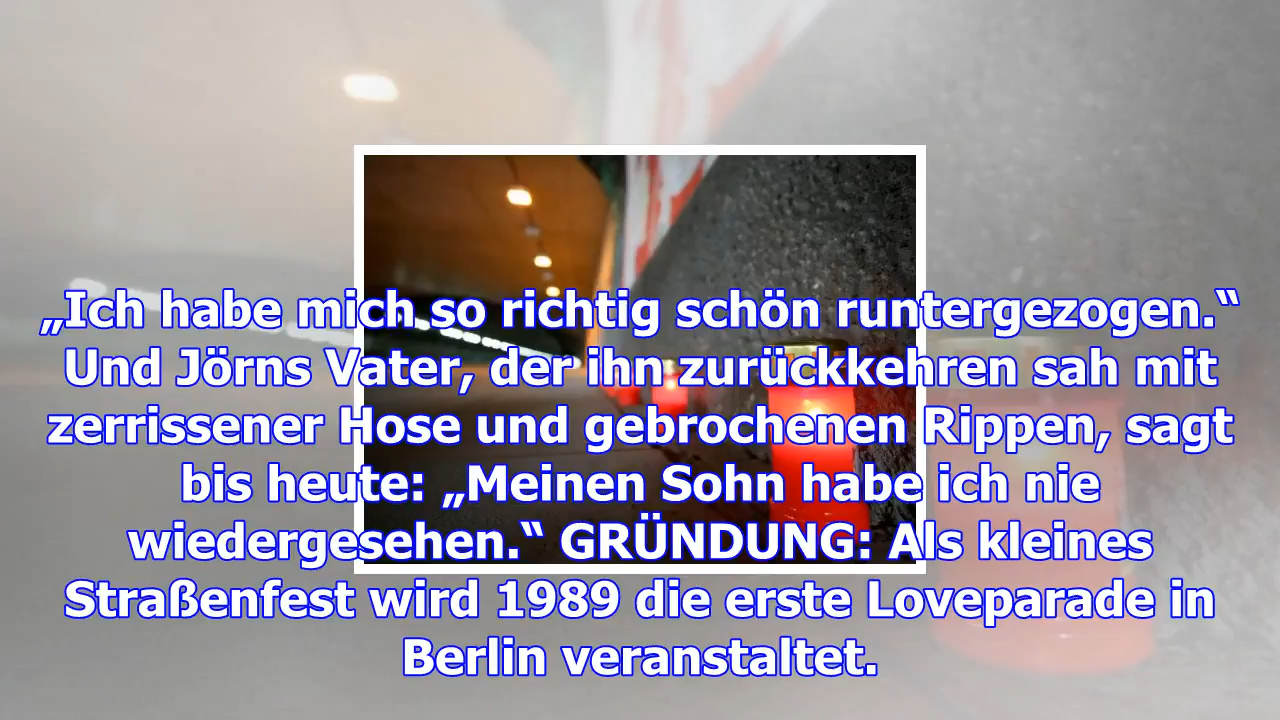 „Ich habe mich so richtig schön runtergezogen.“
Und Jörns Vater, der ihn zurückkehren sah mit
zerrissener Hose und gebrochenen Rippen, sagt
bis heute: „Meinen Sohn habe ich nie
wiedergesehen.“ GRÜNDUNG: Als kleines
Straßenfest wird 1989 die erste Loveparade in
Berlin veranstaltet.